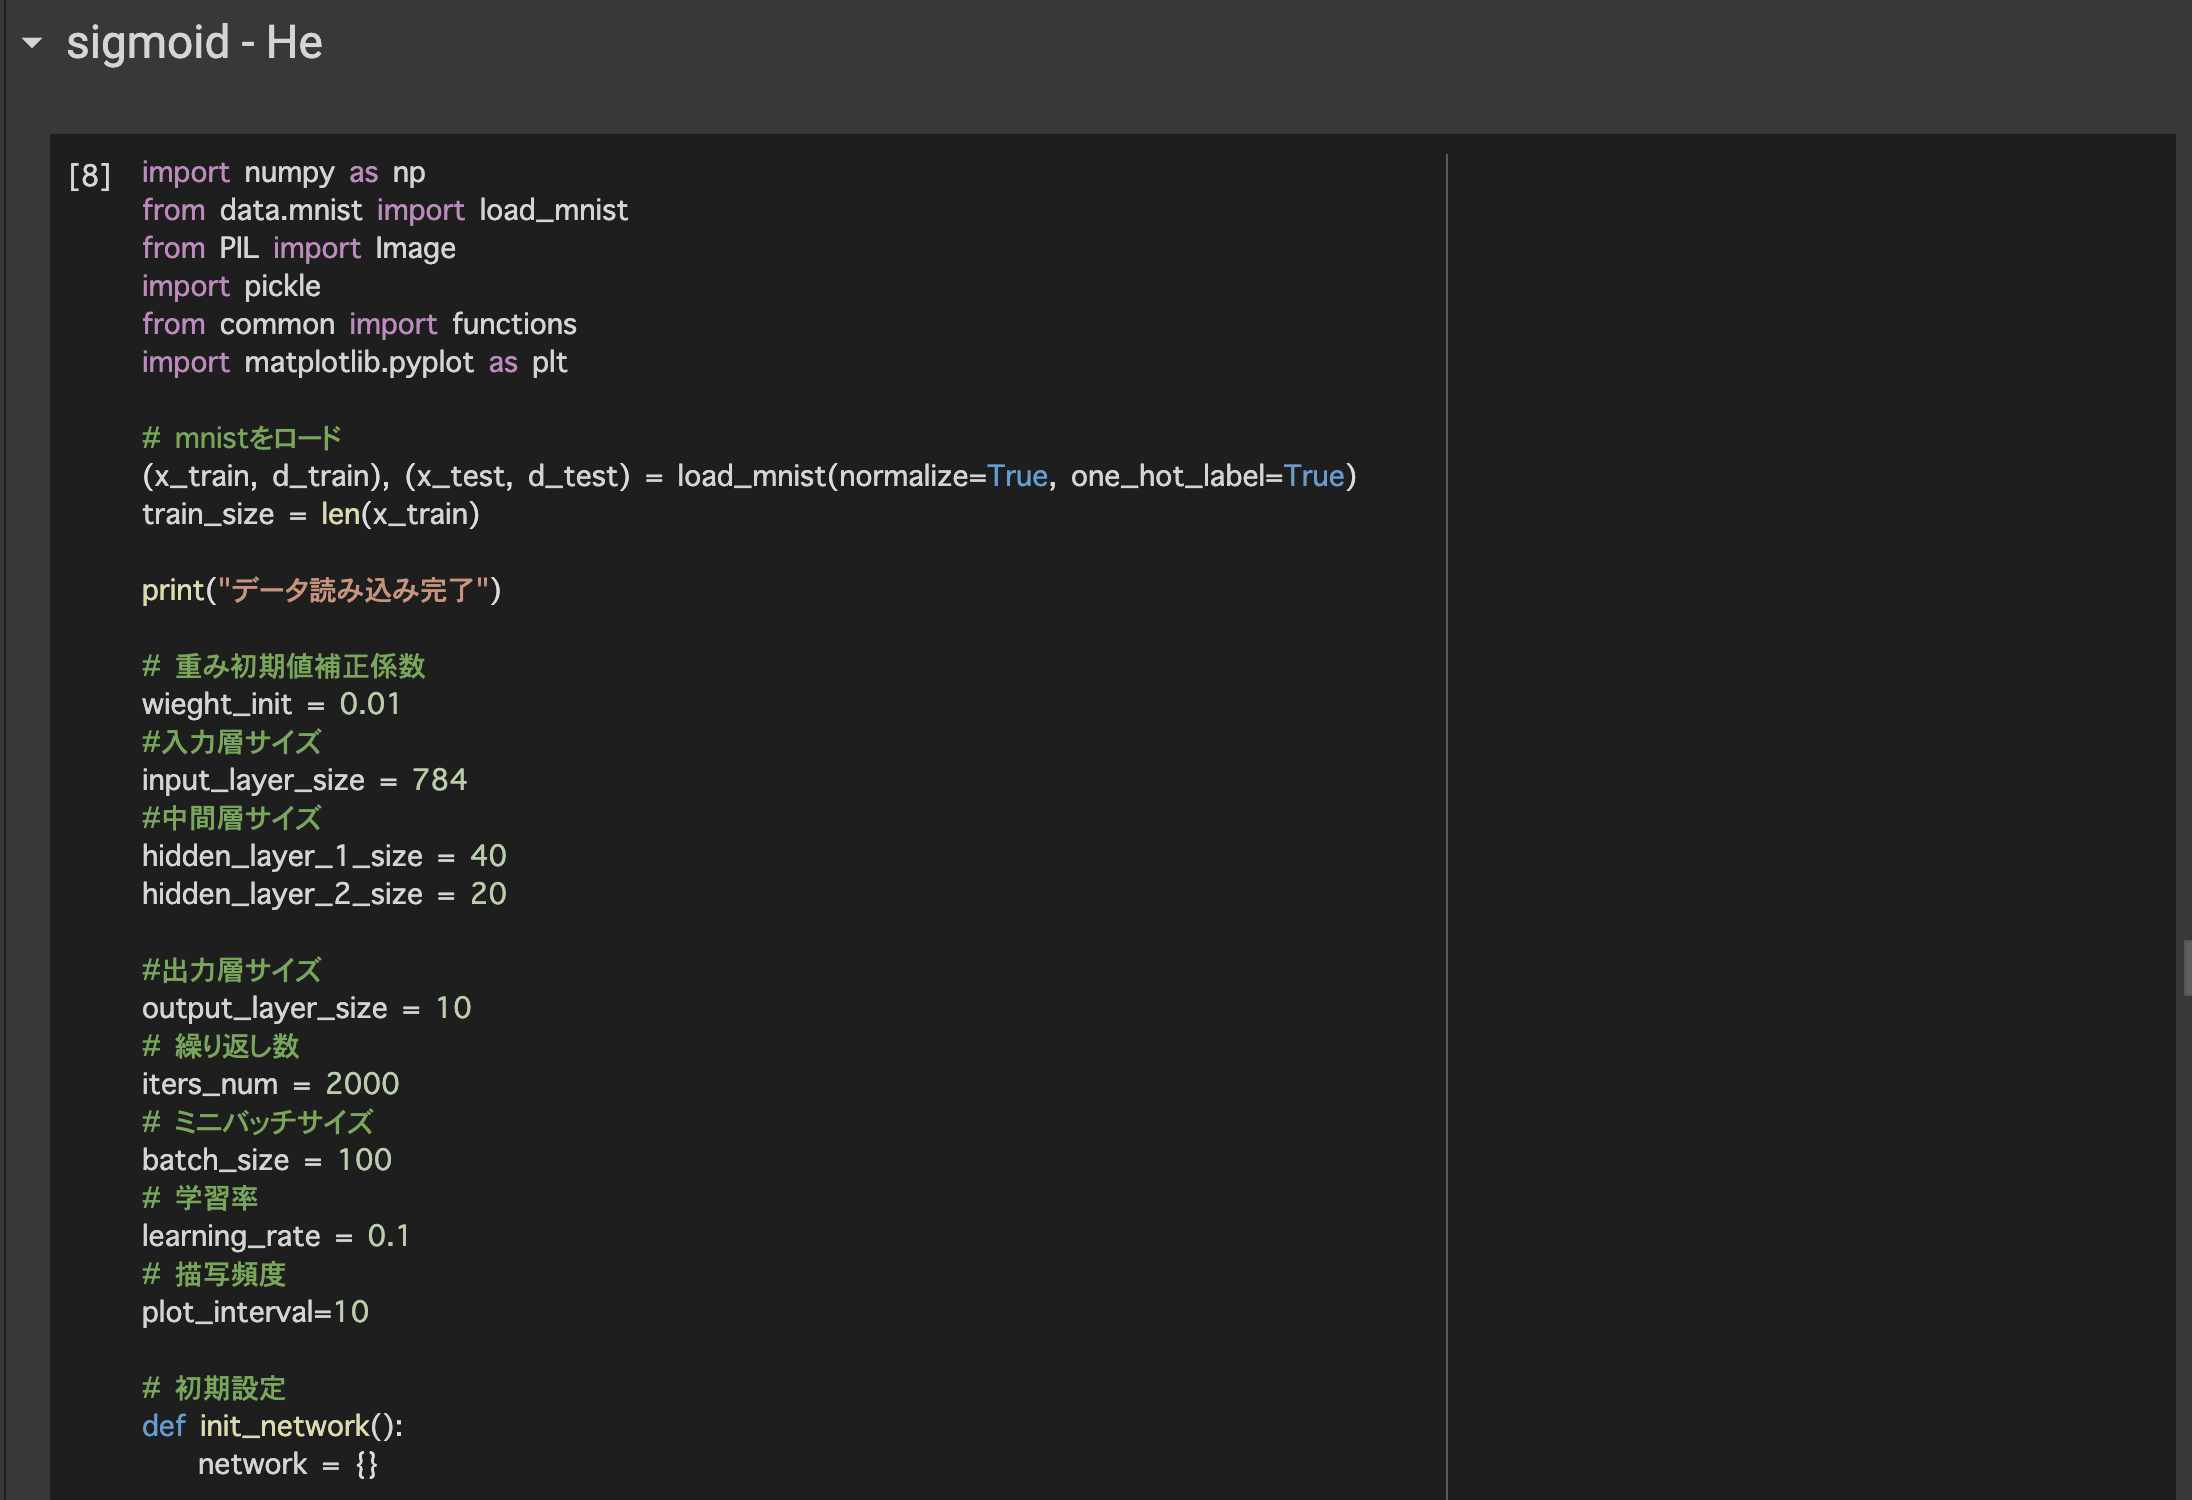 sigmoid - He
[8]
import numpy as np
from data.mnist import load_mnist
from PIL import Image
import pickle
from common import functions
import matplotlib.pyplot as plt
# mnistをロード
(x_train, d_train), (x_test, d_test) = load_mnist(normalize=True, one_hot_label=True)
train_size = len(x_train)
print("データ読み込み完了")
# 重み初期値補正係数
wieght_init = 0.01
#入力層サイズ
input_layer_size = 784
#中間層サイズ
hidden_layer_1_size = 40
hidden_layer_2_size = 20
#出力層サイズ
output_layer_size = 10
# 繰り返し数
iters_num = 2000
# ミニバッチサイズ
batch_size = 100
# 学習率
learning_rate = 0.1
# 描写頻度
plot_interval=10
# 初期設定
def init_network():
    network = {}